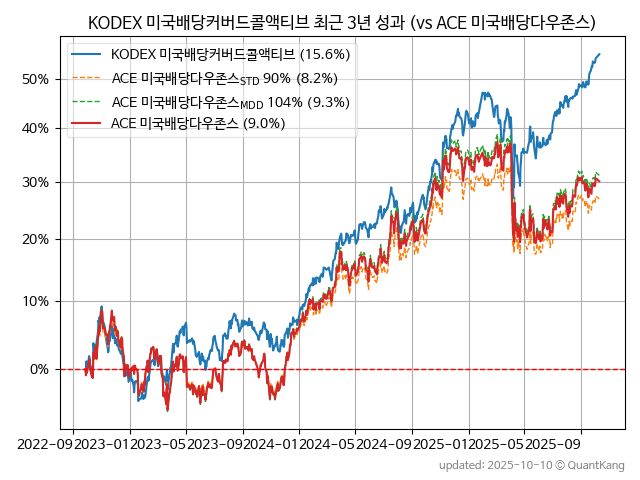 KODEX 미국배당커버드콜액티브 최근 3년 성과 (vs ACE 미국배당다우존스)
KODEX 미국배당커버드콜액티브 (15.6%)
ACE 미국배당다우존스STD 90% (8.2%)
ACE 미국배당다우존스MDD 104% (9.3%)
ACE 미국배당다우존스 (9.0%)
50%
40%
30%
20%
10%
0%
2022-09 2023-01 2023-05 2023-09 2024-01 2024-05 2024-09 2025-01 2025-05 2025-09
updated: 2025-10-10 © QuantKang